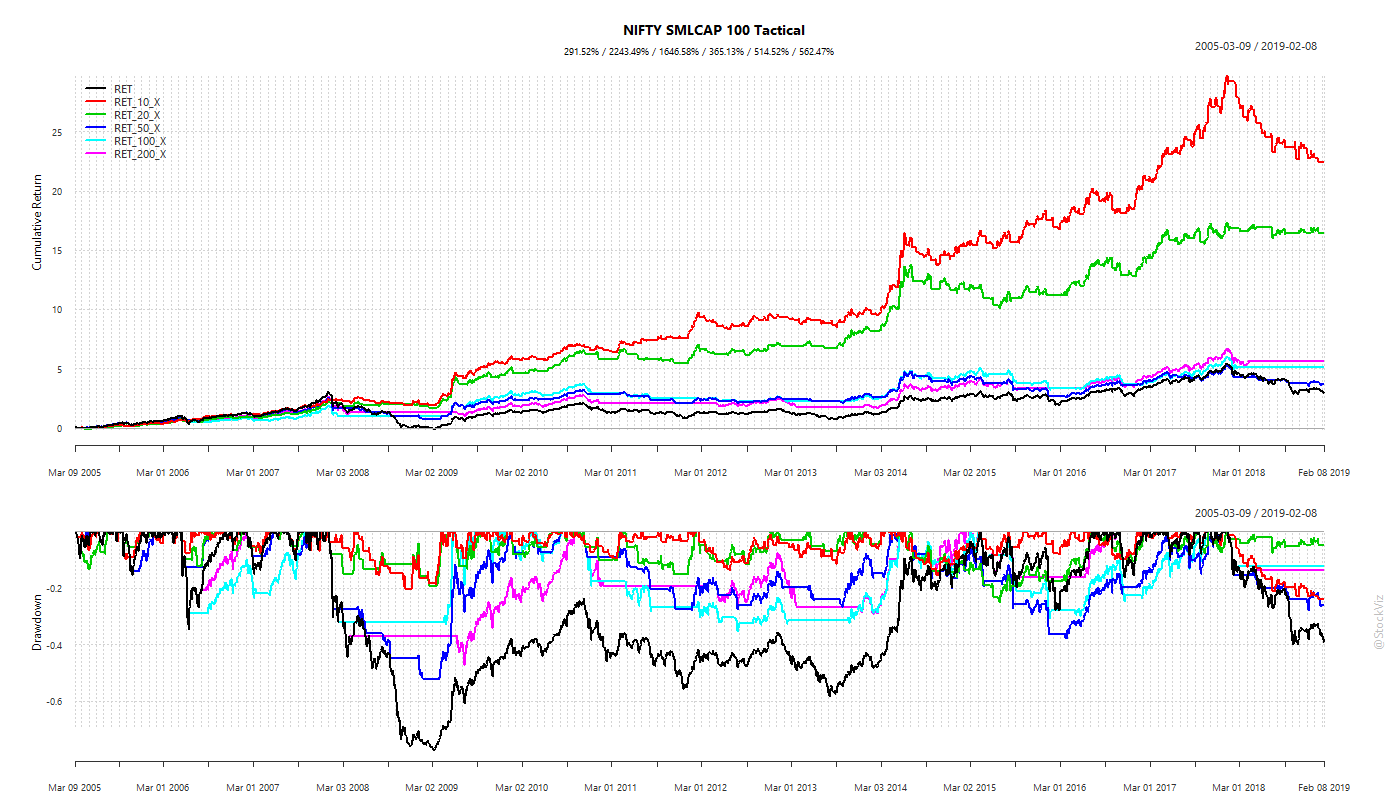 NIFTY SMLCAP 100 Tactical
291.52% / 2243.49% / 1646.58% / 365.13% / 514.52% / 562.47%
2005-03-09 / 2019-02-08
RET
RET_10_X
RET_20_X
RET_50_X
RET_100_X
RET_200_X
Cumulative Return
25
20
15
10
5
0
Mar 09 2005 Mar 01 2006 Mar 01 2007 Mar 03 2008 Mar 02 2009 Mar 02 2010 Mar 01 2011 Mar 01 2012 Mar 01 2013 Mar 03 2014 Mar 02 2015 Mar 01 2016 Mar 01 2017 Mar 01 2018 Feb 08 2019
2005-03-09 / 2019-02-08
Drawdown
-0.2
-0.4
-0.6
@StockViz
Mar 09 2005 Mar 01 2006 Mar 01 2007 Mar 03 2008 Mar 02 2009 Mar 02 2010 Mar 01 2011 Mar 01 2012 Mar 01 2013 Mar 03 2014 Mar 02 2015 Mar 01 2016 Mar 01 2017 Mar 01 2018 Feb 08 2019